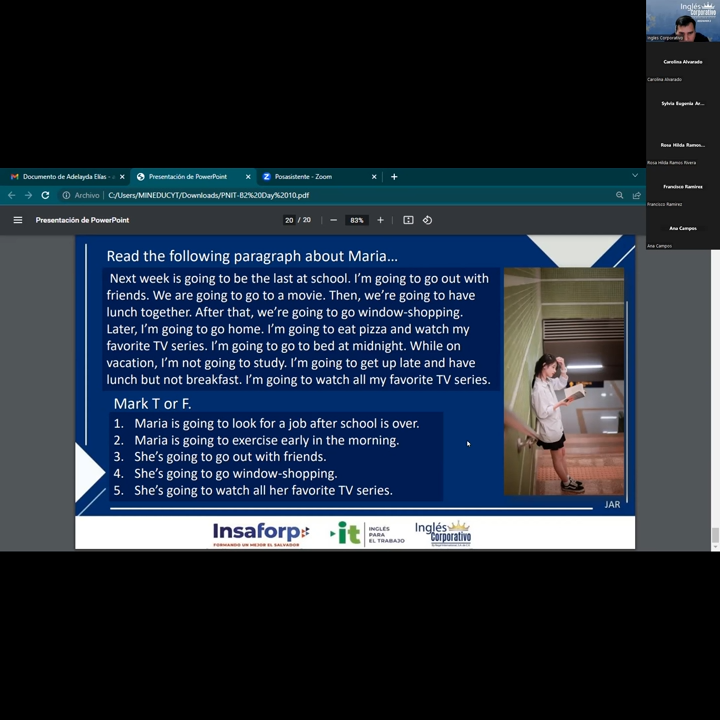 Inglés
Corporativo
Ingles Corporativo
Carolina Alvarado
Carolina Alvarado
Sylvia Eugenia Ar...
Rosa Hilda Ramos...
Rosa Hilda Ramos Rivera
Francisco Ramirez
Francisco Ramirez
Ana Campos
Ana Campos
Documento de Adelayda Elías -
Presentación de PowerPoint
Posasistente - Zoom
Archivo
C:/Users/MINEDUCYT/Downloads/PNIT-B2%20Day%2010.pdf
Presentación de PowerPoint
20 / 20
83%
Read the following paragraph about Maria...
Next week is going to be the last at school. I'm going to go out with
friends. We are going to go to a movie. Then, we're going to have
lunch together. After that, we're going to go window-shopping.
Later, I'm going to go home. I'm going to eat pizza and watch my
favorite TV series. I'm going to go to bed at midnight. While on
vacation, I'm not going to study. I'm going to get up late and have
lunch but not breakfast. I'm going to watch all my favorite TV series.
Mark T or F.
1. Maria is going to look for a job after school is over.
2. Maria is going to exercise early in the morning.
3. She's going to go out with friends.
4. She's going to go window-shopping.
5. She's going to watch all her favorite TV series.
JAR
Insaforp
FORMANDO UN MEJOR EL SALVADOR
it
INGLÉS
PARA
EL TRABAJO
Inglés
Corporativo